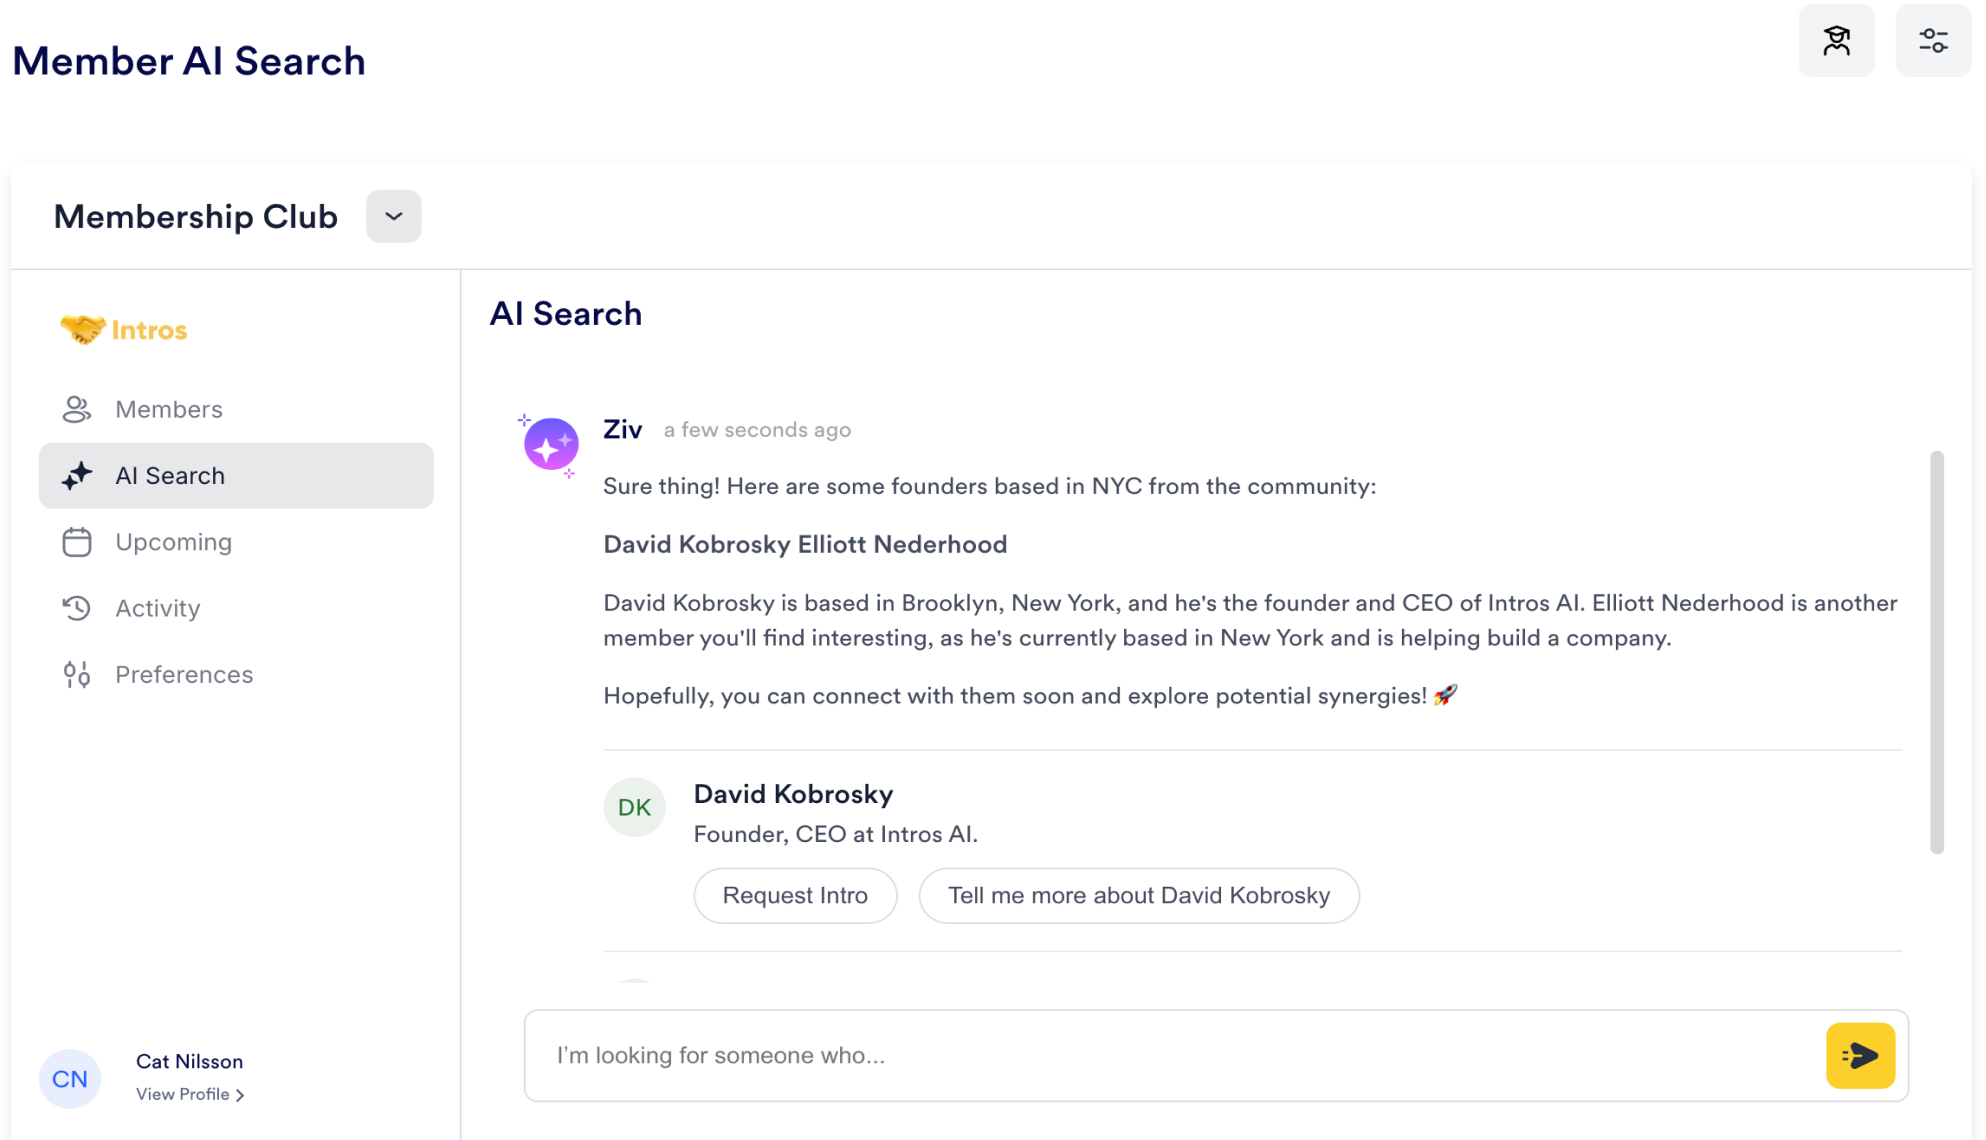 Member AI Search
Membership Club
Intros
Members
AI Search
Upcoming
Activity
Preferences
Cat Nilsson
View Profile
CN
AI Search
Ziv a few seconds ago
Sure thing! Here are some founders based in NYC from the community:
David Kobrosky Elliott Nederhood
David Kobrosky is based in Brooklyn, New York, and he's the founder and CEO of Intros AI. Elliott Nederhood is another
member you'll find interesting, as he's currently based in New York and is helping build a company.
Hopefully, you can connect with them soon and explore potential synergies! 🚀
DK
David Kobrosky
Founder, CEO at Intros AI.
Request Intro
Tell me more about David Kobrosky
I'm looking for someone who...